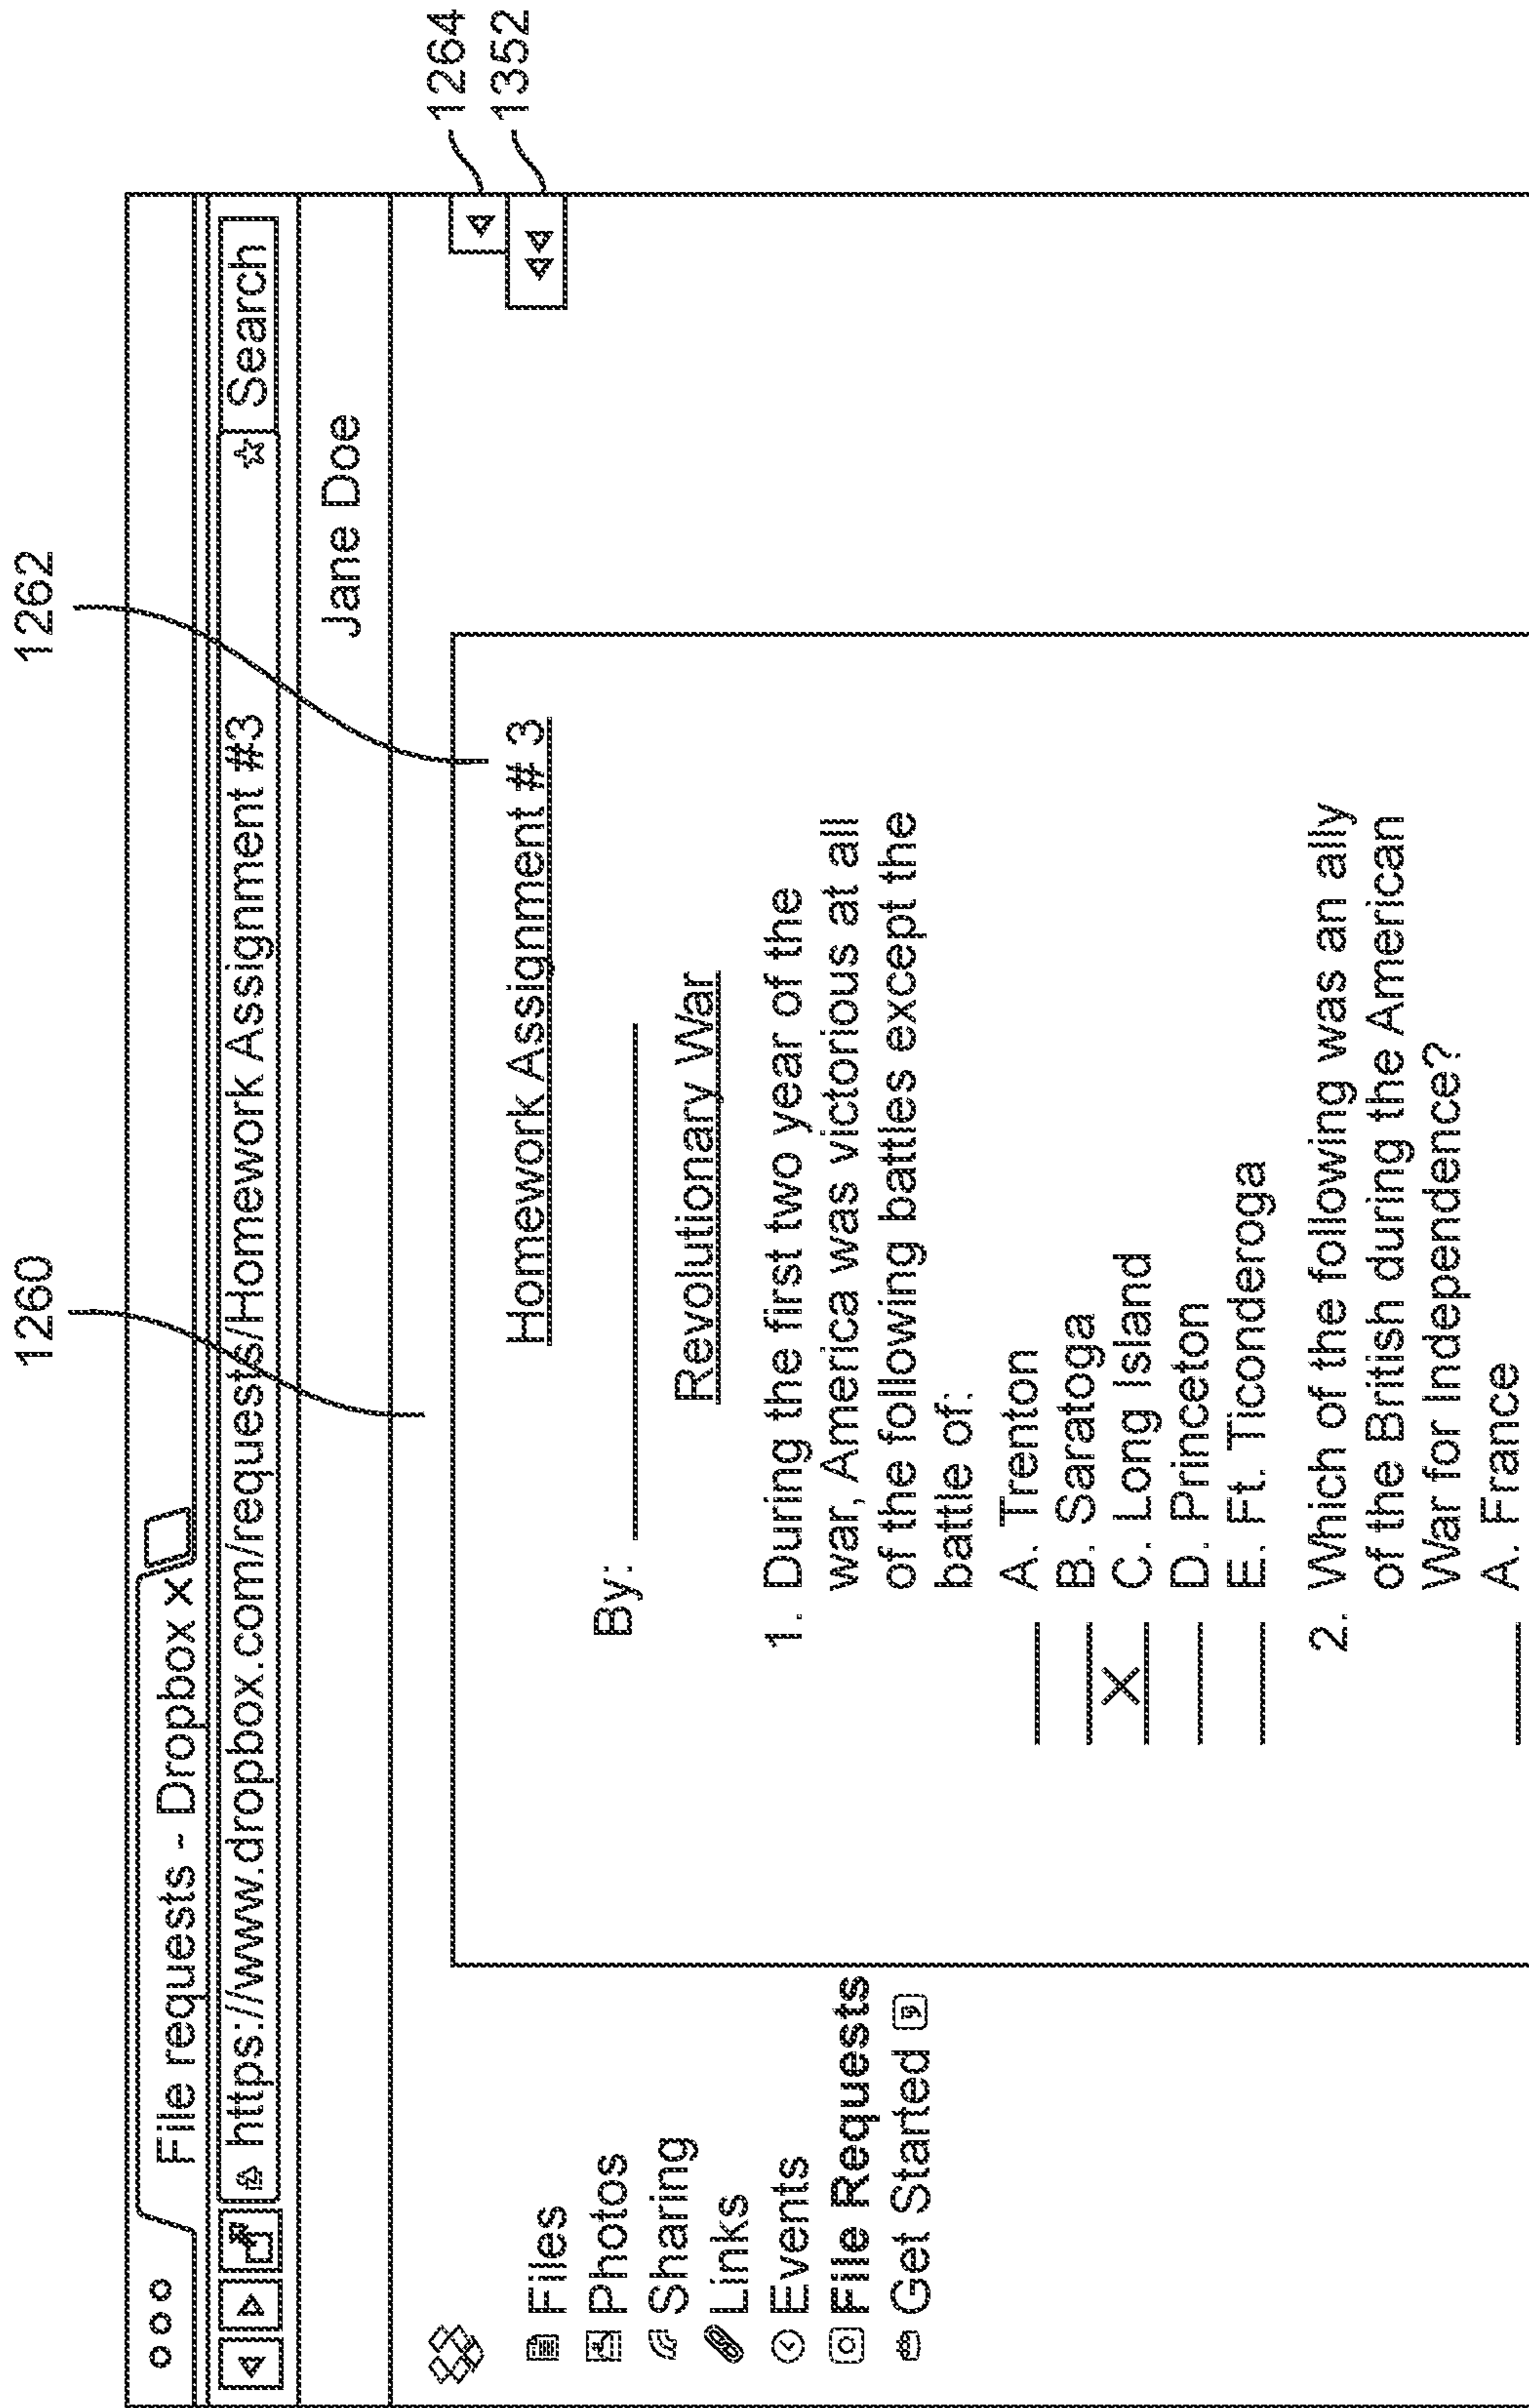 1260
1262
File requests - Dropbox x
https://www.dropbox.com/requests/Homework Assignment #3
Search
Jane Doe
1264
1352
Files
Photos
Sharing
Links
Events
File Requests
Get Started
Homework Assignment # 3
By:
Revolutionary War
1. During the first two year of the
war, America was victorious at all
of the following battles except the
battle of:
A. Trenton
B. Saratoga
X C. Long Island
D. Princeton
E. Ft. Ticonderoga
2. Which of the following was an ally
of the British during the American
War for Independence?
A. France